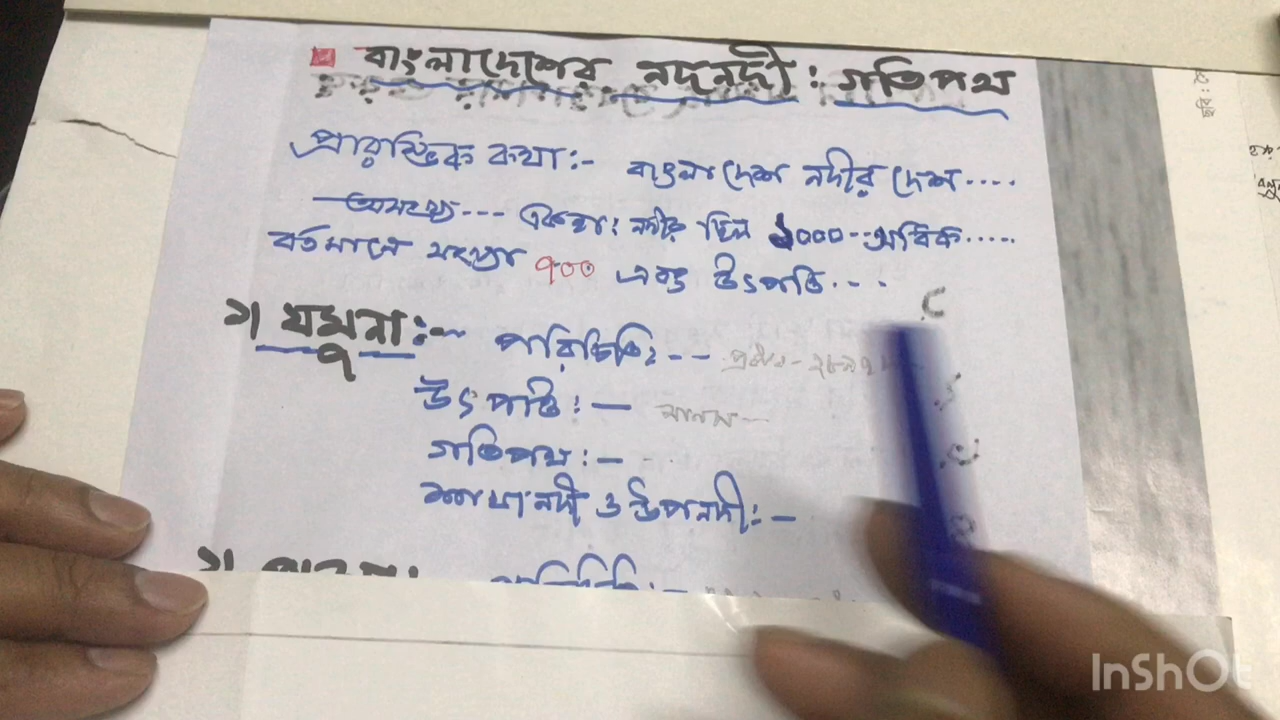 বাংলাদেশের নদনদী : গতিপথ
প্রারম্ভিক কথা:- বাংলাদেশ নদীর দেশ....
অসংখ্য--- নদীর ছিল ১০০০--অধিক.....
বর্তমানে সংখ্যা ৭০০ এবং উৎপত্তি...
১। যমুনা:- পরিচিতি:--
উৎপত্তি:—
গতিপথ:—
শাখানদী ও উপনদী:—
InShOt